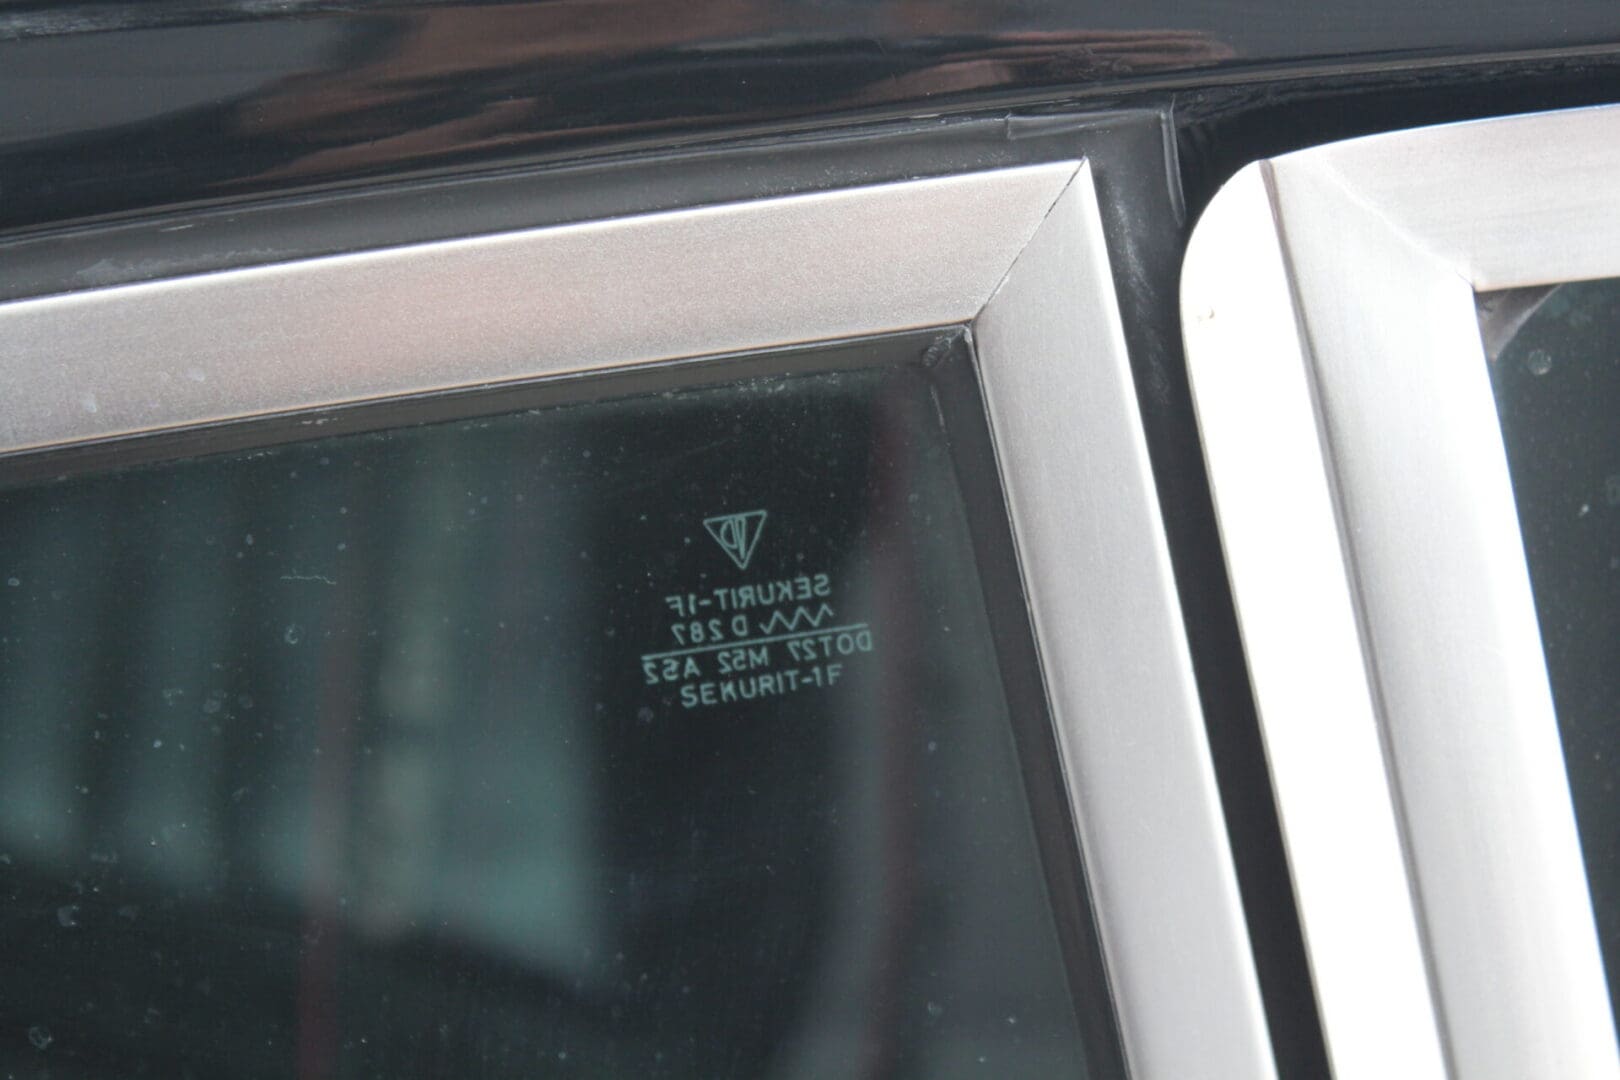 SEKURIT-1F
D 287
DOT27 M52 AS2
SEKURIT-1F